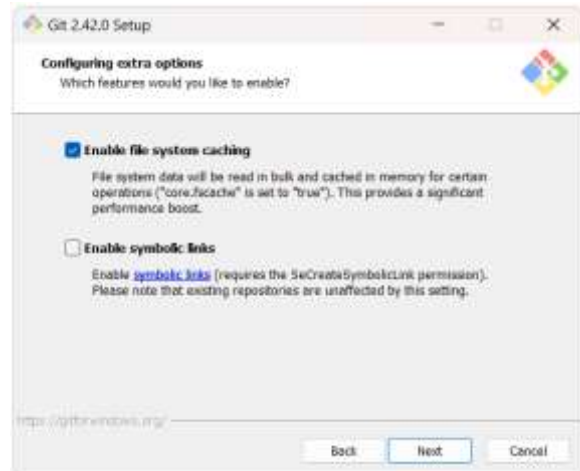 Git 2.42.0 Setup
Configuring extra options
Which features would you like to enable?
Enable file system caching
File system data will be read in bulk and cached in memory for certain
operations ("core.fscache" is set to "true"). This provides a significant
performance boost.
Enable symbolic links
Enable symbolic links (requires the SeCreateSymbolicLink permission).
Please note that existing repositories are unaffected by this setting.
https://gitforwindows.org/
Back Next Cancel